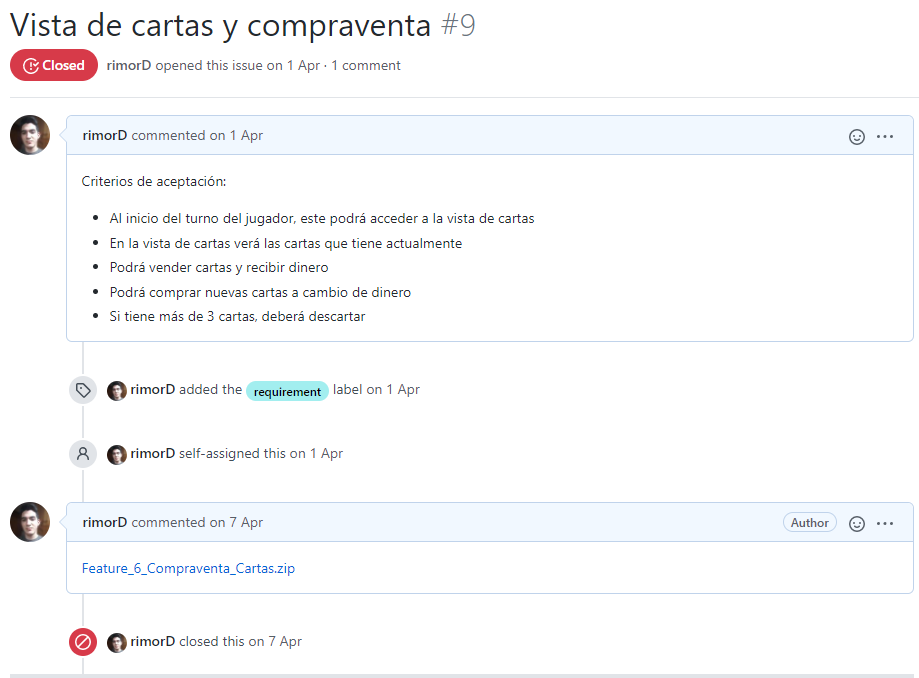 Vista de cartas y compraventa #9
Closed rimorD opened this issue on 1 Apr · 1 comment
rimorD commented on 1 Apr
Criterios de aceptación:
• Al inicio del turno del jugador, este podrá acceder a la vista de cartas
• En la vista de cartas verá las cartas que tiene actualmente
• Podrá vender cartas y recibir dinero
• Podrá comprar nuevas cartas a cambio de dinero
• Si tiene más de 3 cartas, deberá descartar
rimorD added the requirement label on 1 Apr
rimorD self-assigned this on 1 Apr
rimorD commented on 7 Apr Author
Feature_6_Compraventa_Cartas.zip
rimorD closed this on 7 Apr